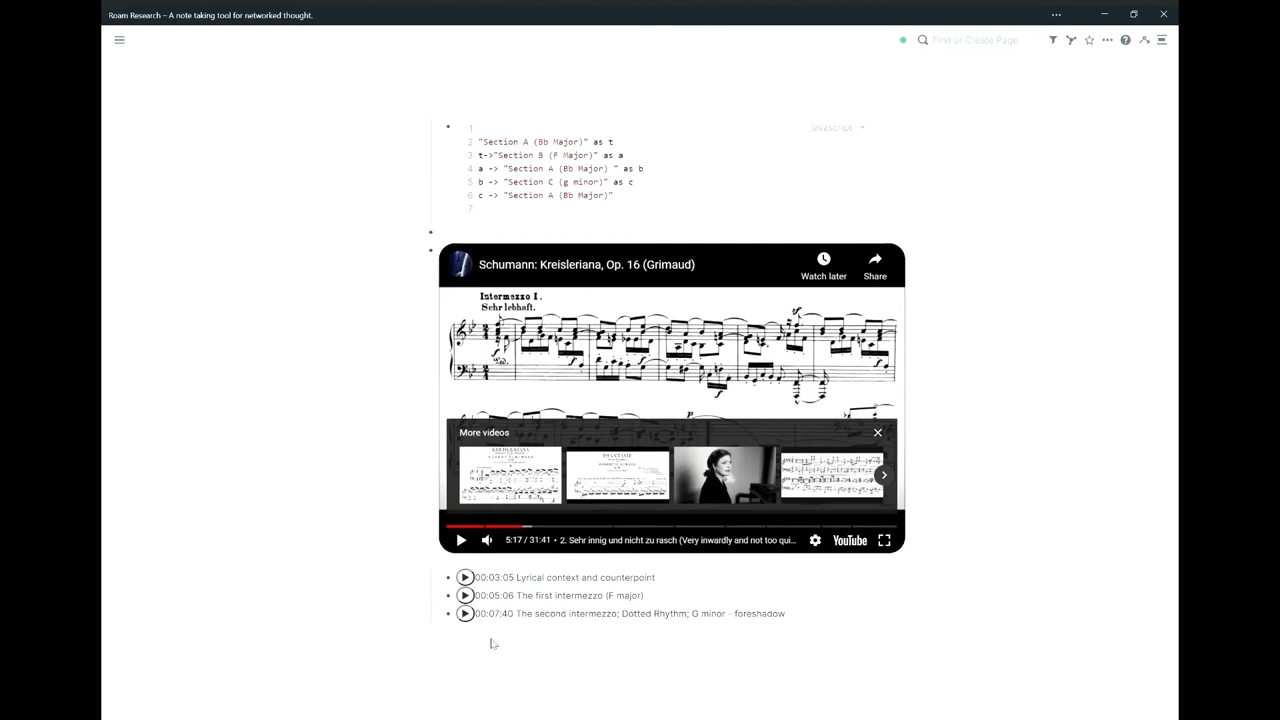 Roam Research – A note taking tool for networked thought.
Find or Create Page
1
javascript
2 "Section A (Bb Major)" as t
3 t->"Section B (F Major)" as a
4 a -> "Section A (Bb Major) " as b
5 b -> "Section C (g minor)" as c
6 c -> "Section A (Bb Major)"
7
Schumann: Kreisleriana, Op. 16 (Grimaud)
Watch later
Share
Intermezzo I.
Sehr lebhaft.
More videos
5:17 / 31:41 • 2. Sehr innig und nicht zu rasch (Very inwardly and not too qui...
YouTube
00:03:05 Lyrical context and counterpoint
00:05:06 The first intermezzo (F major)
00:07:40 The second intermezzo; Dotted Rhythm; G minor - foreshadow